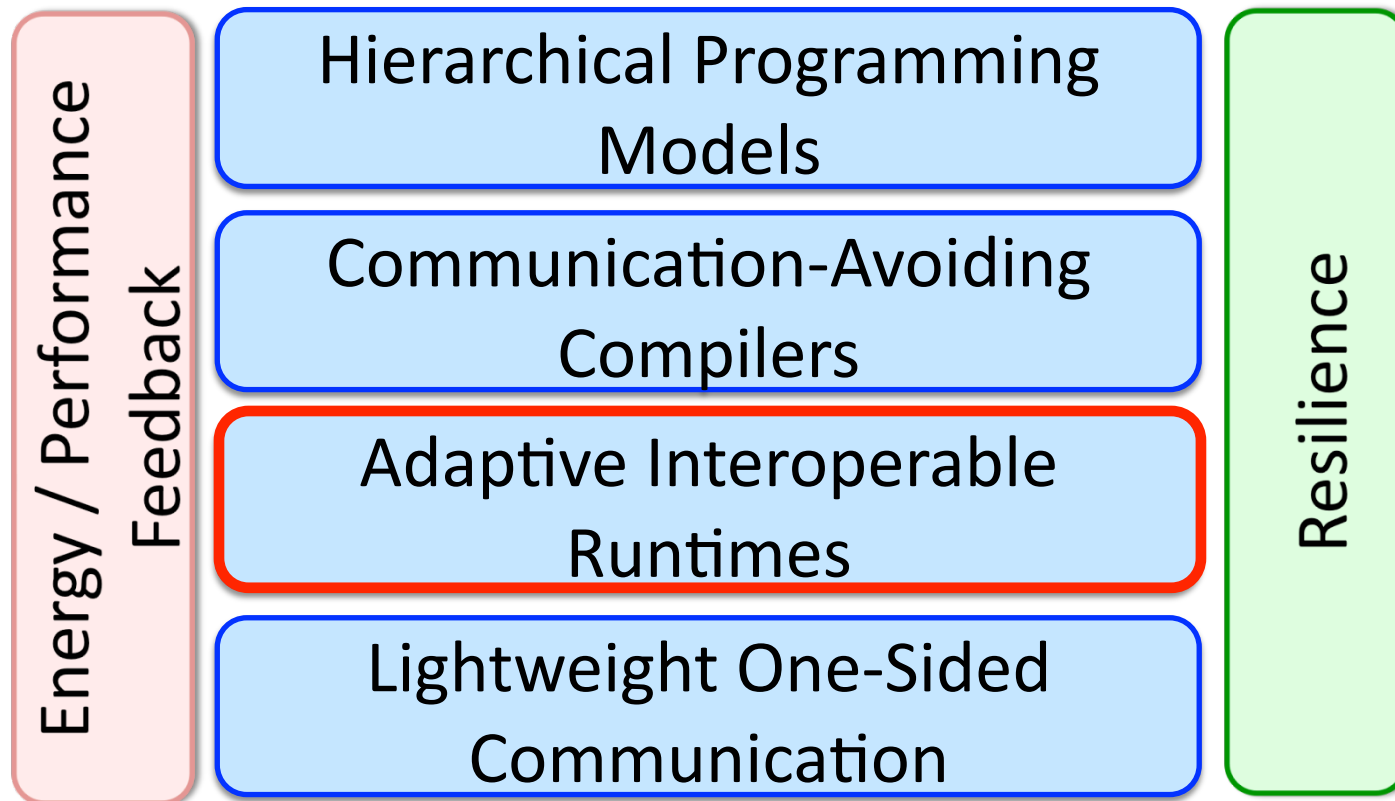 Energy / Performance
Feedback
Hierarchical Programming
Models
Communication-Avoiding
Compilers
Adaptive Interoperable
Runtimes
Lightweight One-Sided
Communication
Resilience